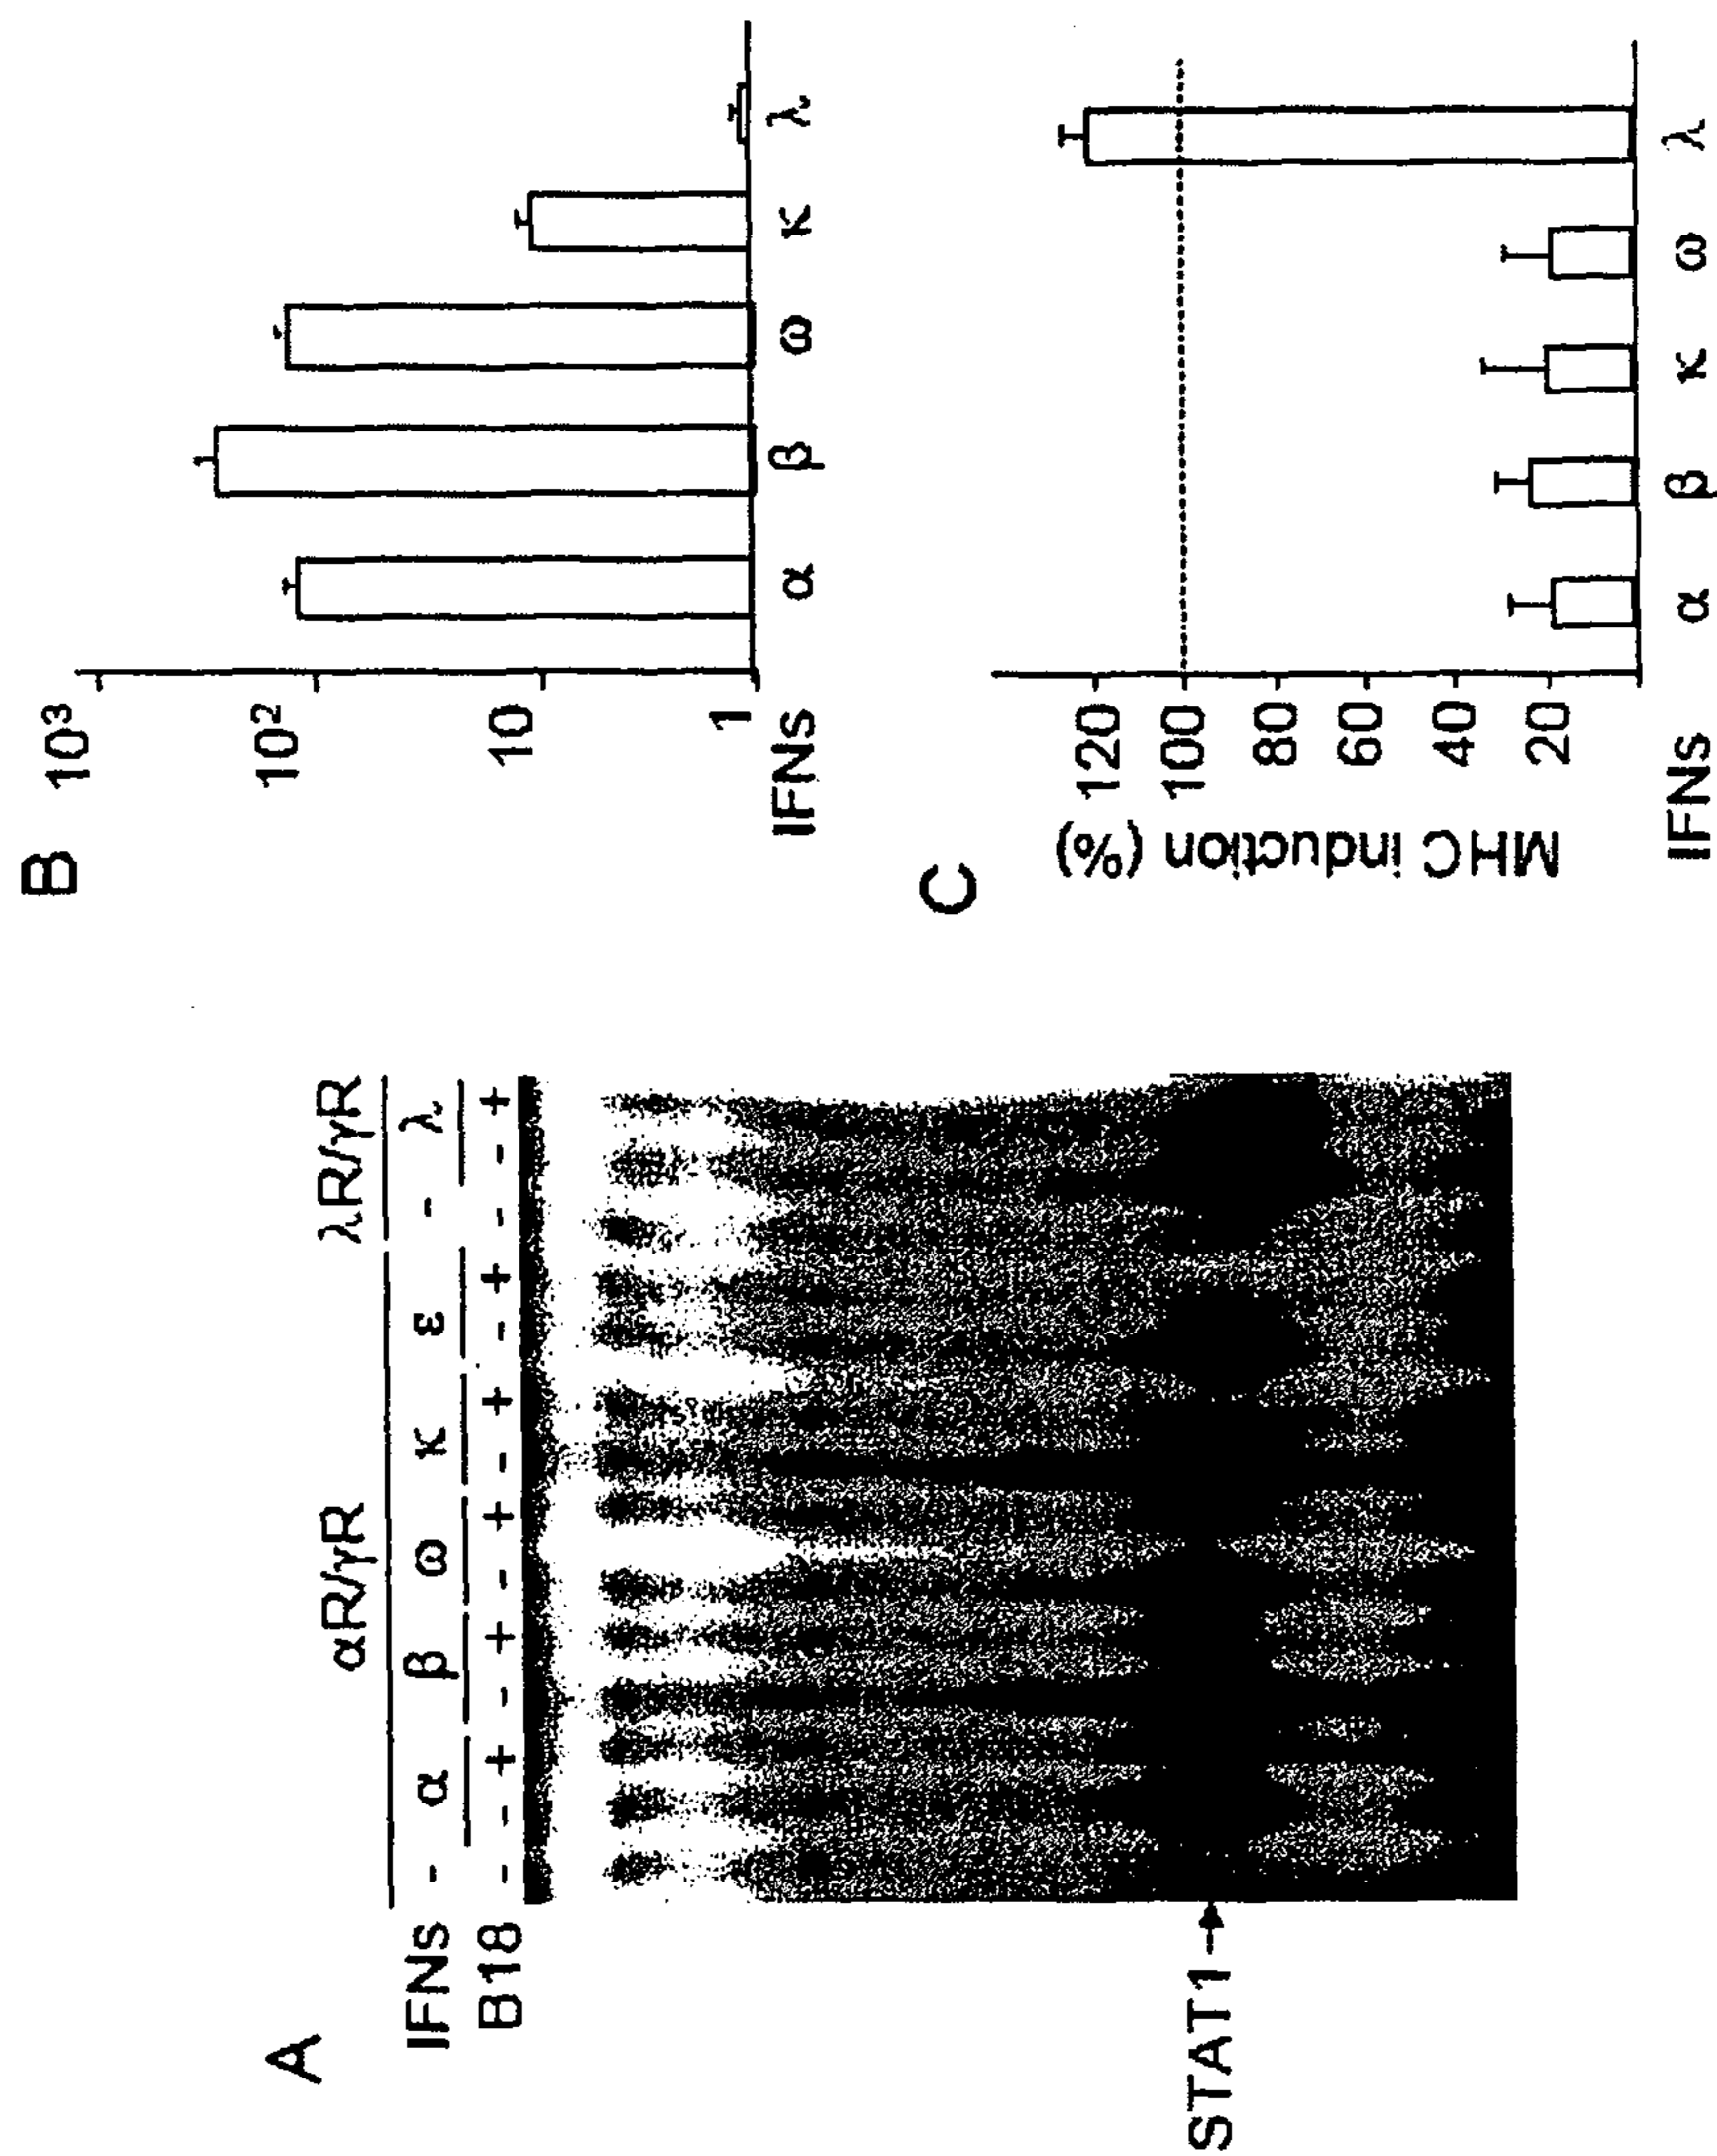 A
αR/γR λR/γR
IFNs - α β ω κ ε - λ
B18 - - + - + - + - + - + - - +
STAT1
B
10³
10²
10
1
IFNs α β ω κ λ
C
MHC induction (%)
120
100
80
60
40
20
IFNs α β κ ω λ